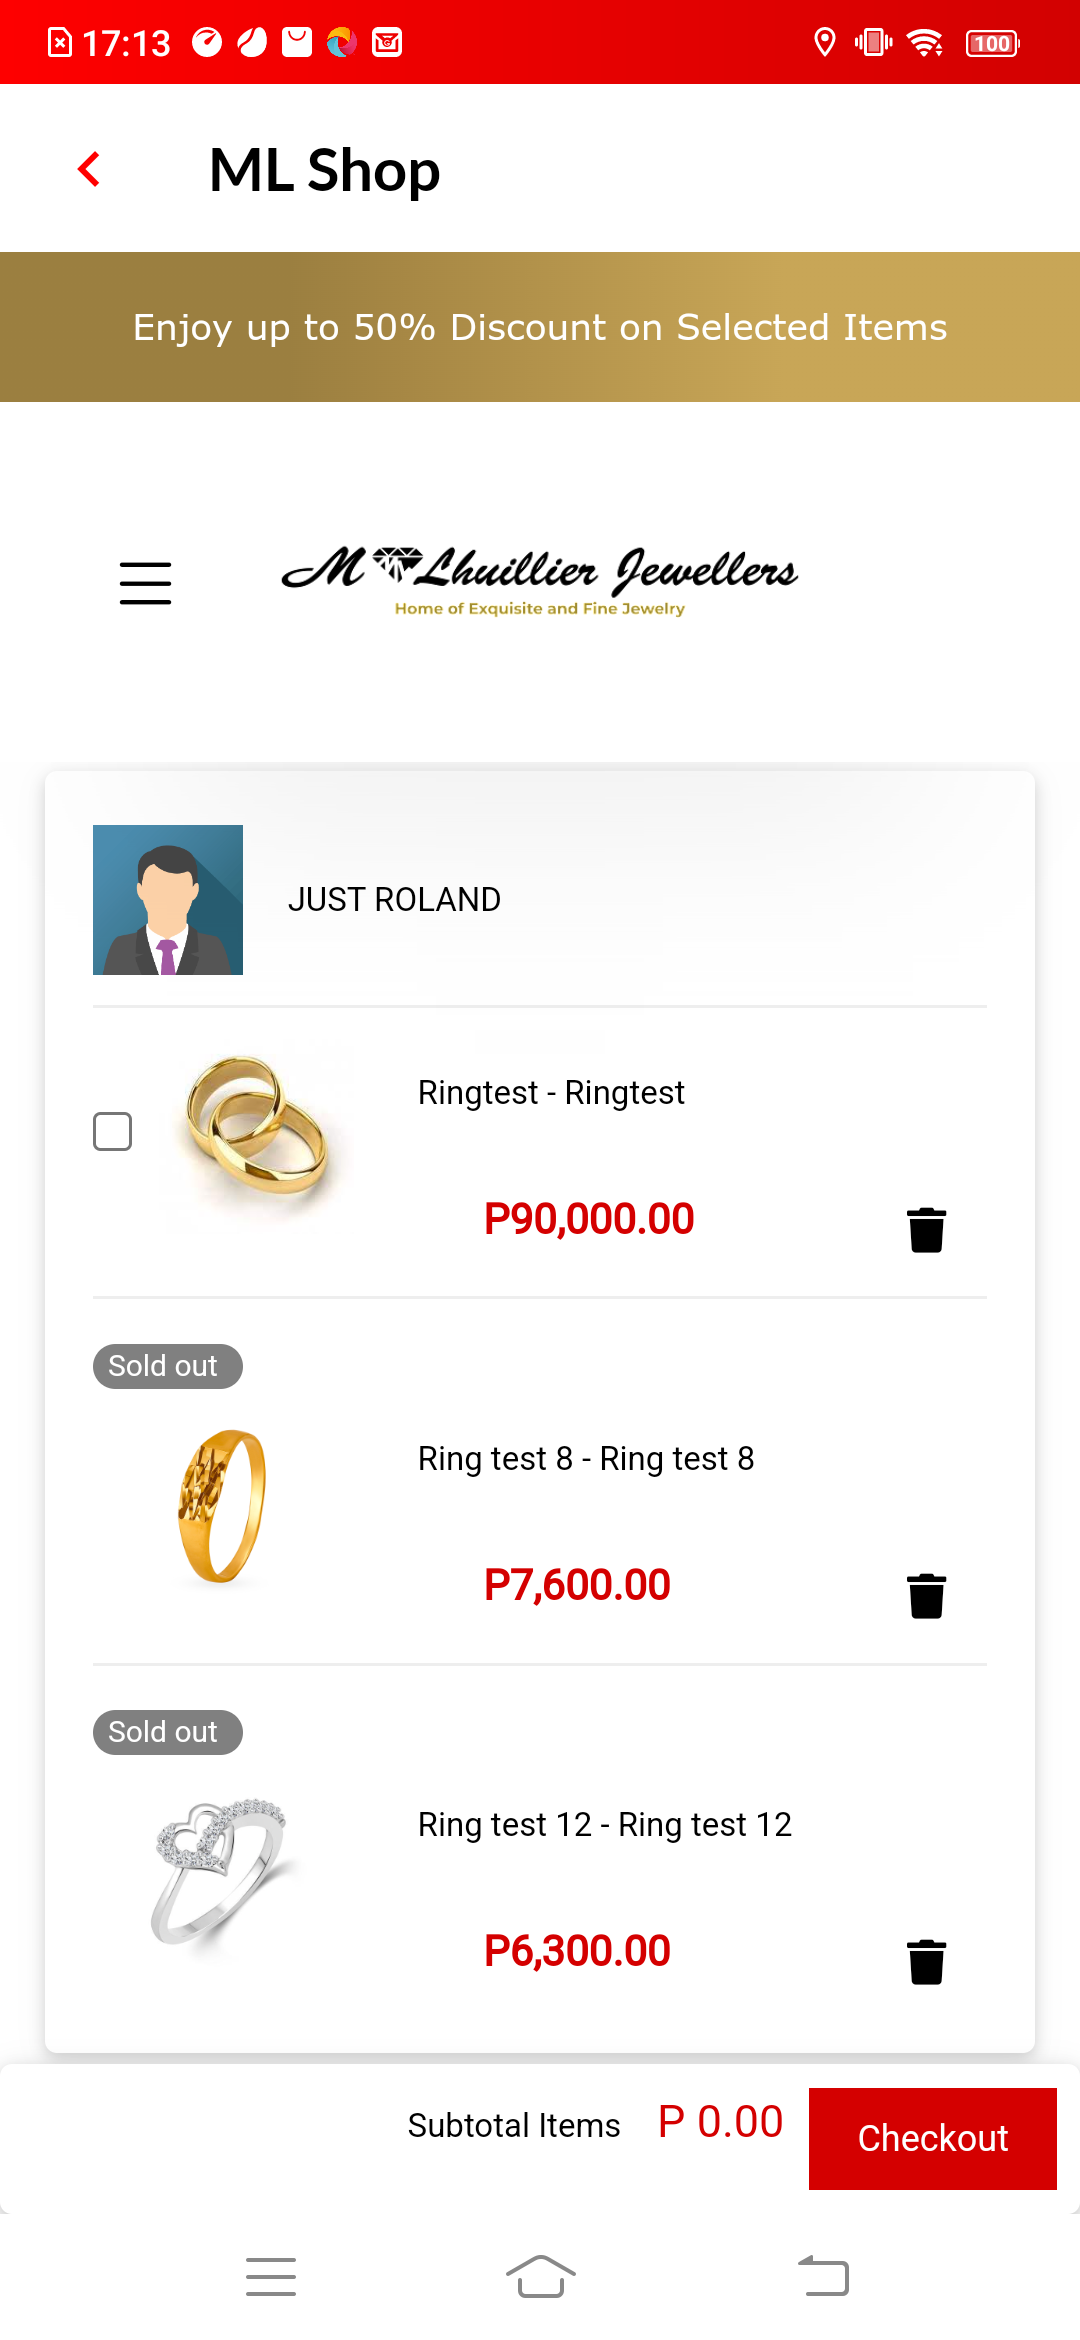 17:13
100
ML Shop
Enjoy up to 50% Discount on Selected Items
M Lhuillier Jewellers
Home of Exquisite and Fine Jewelry
JUST ROLAND
Ringtest - Ringtest
P90,000.00
Sold out
Ring test 8 - Ring test 8
P7,600.00
Sold out
Ring test 12 - Ring test 12
P6,300.00
Subtotal Items P 0.00 Checkout